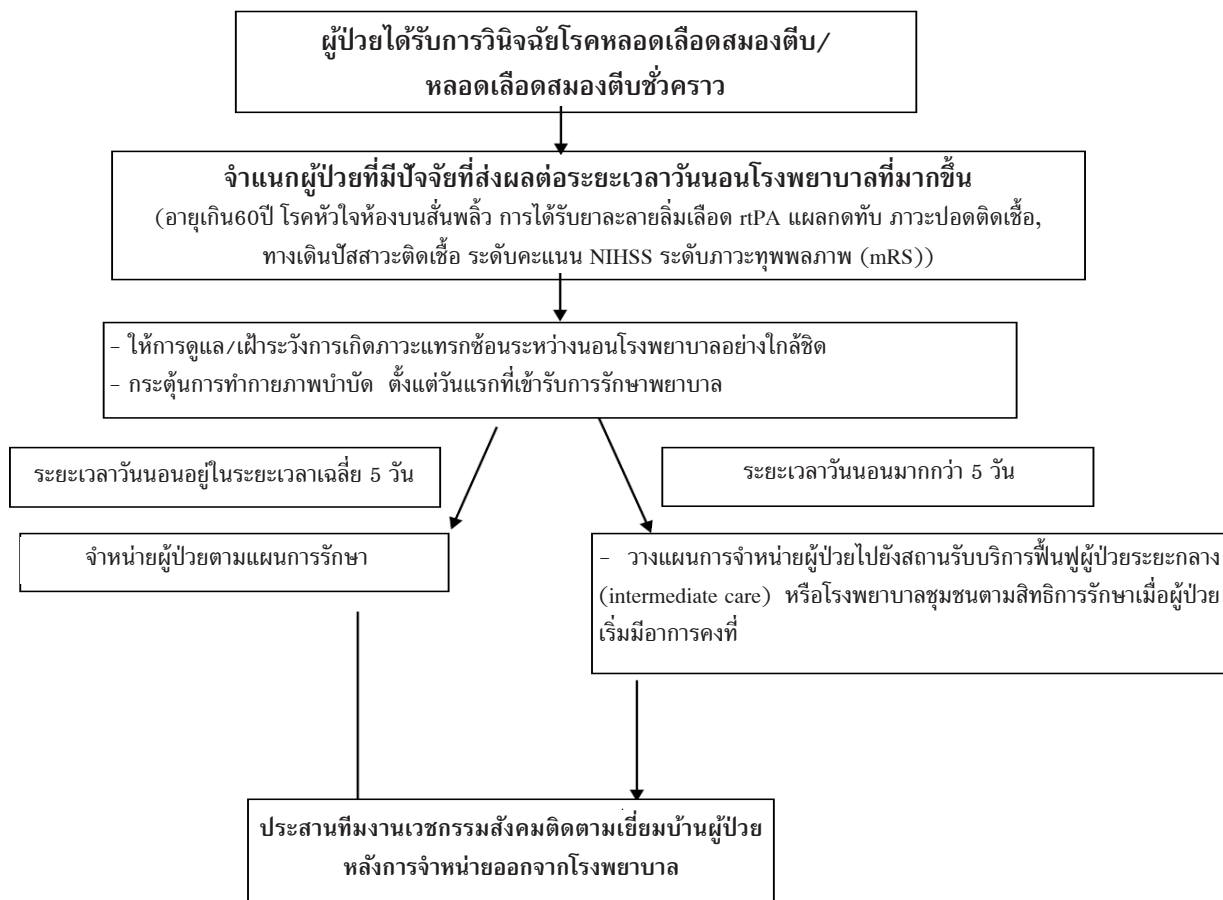 ผู้ป่วยได้รับการวินิจฉัยโรคหลอดเลือดสมองตีบ/
หลอดเลือดสมองตีบชั่วคราว
จำแนกผู้ป่วยที่มีปัจจัยที่ส่งผลต่อระยะเวลาวันนอนโรงพยาบาลที่มากขึ้น
(อายุเกิน60ปี โรคหัวใจห้องบนสั่นพลิ้ว การได้รับยาละลายลิ่มเลือด rtPA แผลกดทับ ภาวะปอดติดเชื้อ,
ทางเดินปัสสาวะติดเชื้อ ระดับคะแนน NIHSS ระดับภาวะทุพพลภาพ (mRS))
- ให้การดูแล/เฝ้าระวังการเกิดภาวะแทรกซ้อนระหว่างนอนโรงพยาบาลอย่างใกล้ชิด
- กระตุ้นการทำกายภาพบำบัด ตั้งแต่วันแรกที่เข้ารับการรักษาพยาบาล
ระยะเวลาวันนอนอยู่ในระยะเวลาเฉลี่ย 5 วัน
ระยะเวลาวันนอนมากกว่า 5 วัน
จำหน่ายผู้ป่วยตามแผนการรักษา
- วางแผนการจำหน่ายผู้ป่วยไปยังสถานรับบริการฟื้นฟูผู้ป่วยระยะกลาง
(intermediate care) หรือโรงพยาบาลชุมชนตามสิทธิการรักษาเมื่อผู้ป่วย
เริ่มมีอาการคงที่
ประสานทีมงานเวชกรรมสังคมติดตามเยี่ยมบ้านผู้ป่วย
หลังการจำหน่ายออกจากโรงพยาบาล